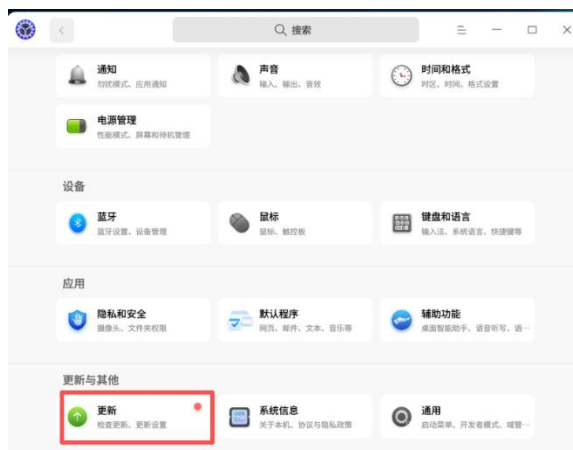 搜索
通知
勿扰模式、应用通知
声音
输入、输出、音效
时间和格式
时区、时间、格式设置
电源管理
性能模式、屏幕和待机管理
设备
蓝牙
蓝牙设置、设备管理
鼠标
鼠标、触控板
键盘和语言
输入法、系统语言、快捷键等
应用
隐私和安全
摄像头、文件夹权限
默认程序
网页、邮件、文本、音乐等
辅助功能
桌面智能助手、语音听写、语…
更新与其他
更新
检查更新、更新设置
系统信息
关于本机、协议与隐私政策
通用
启动菜单、开发者模式、域管…